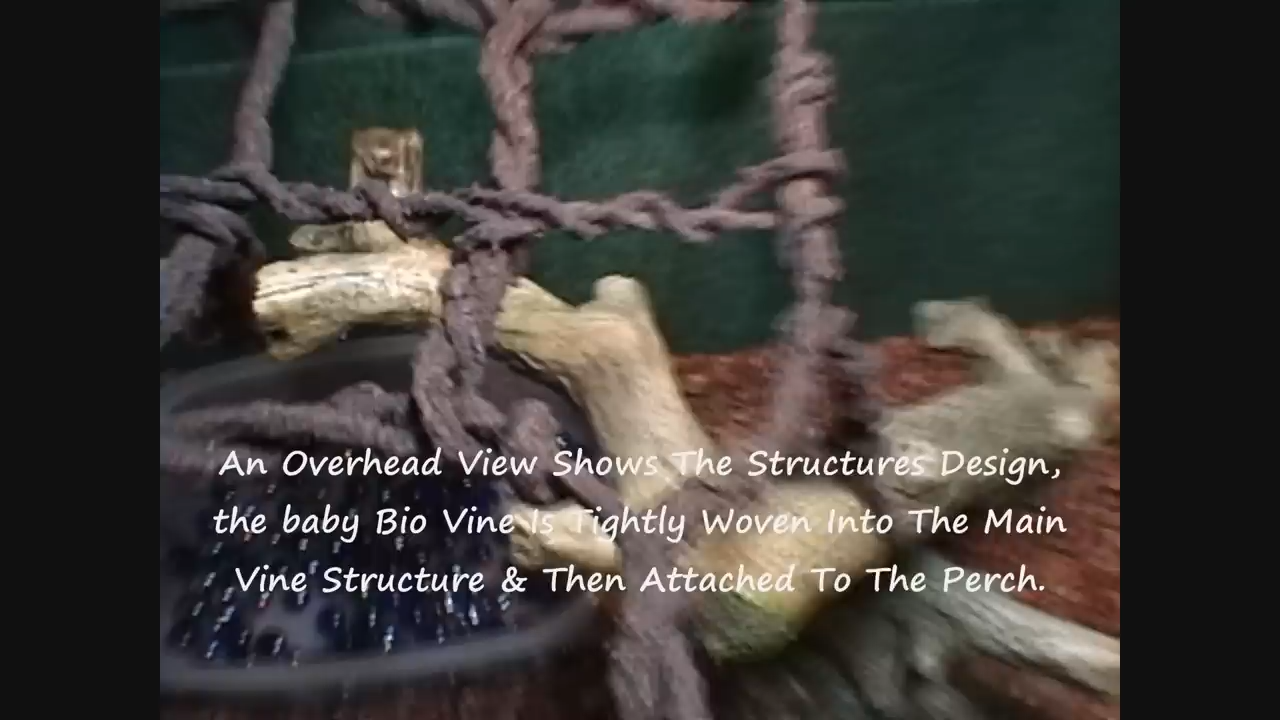 An Overhead View Shows The Structures Design,
the baby Bio Vine Is Tightly Woven Into The Main
Vine Structure & Then Attached To The Perch.